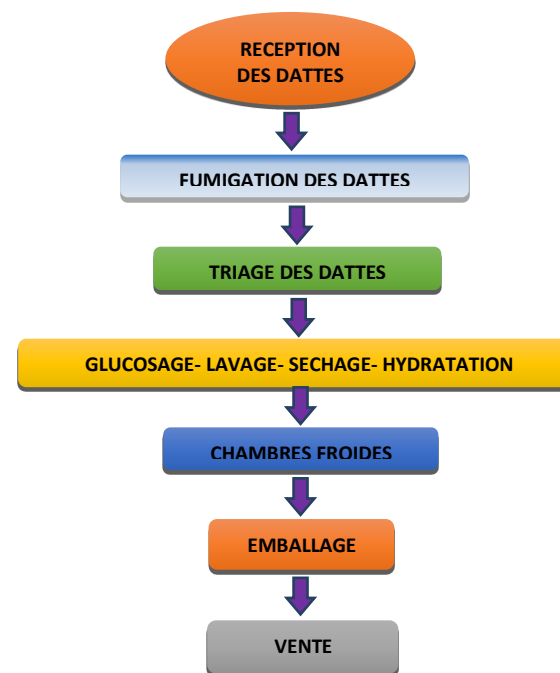 RECEPTION
DES DATTES
FUMIGATION DES DATTES
TRIAGE DES DATTES
GLUCOSAGE- LAVAGE- SECHAGE- HYDRATATION
CHAMBRES FROIDES
EMBALLAGE
VENTE